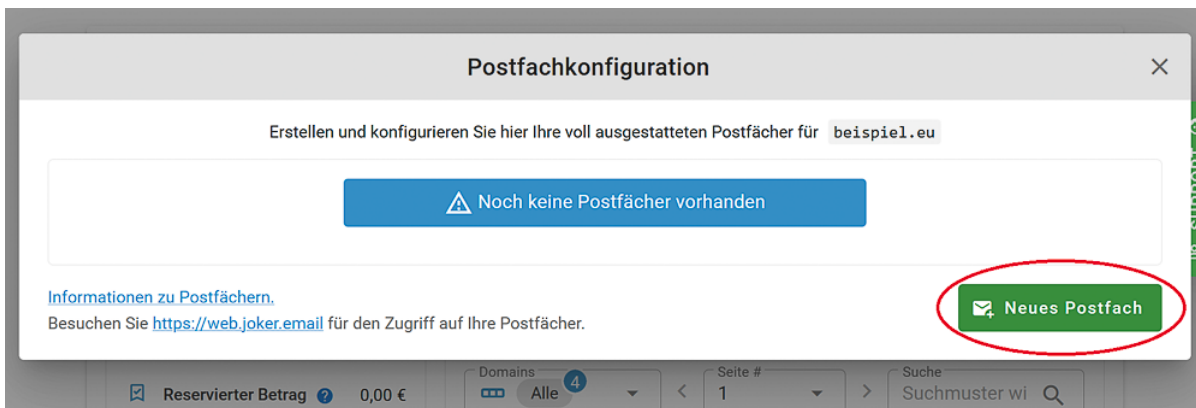 Postfachkonfiguration
Erstellen und konfigurieren Sie hier Ihre voll ausgestatteten Postfächer für beispiel.eu
Noch keine Postfächer vorhanden
Informationen zu Postfächern.
Besuchen Sie https://web.joker.email für den Zugriff auf Ihre Postfächer.
Neues Postfach
Reservierter Betrag ? 0,00 €
Domains
Alle 4
Seite #
1
Suche
Suchmuster wi